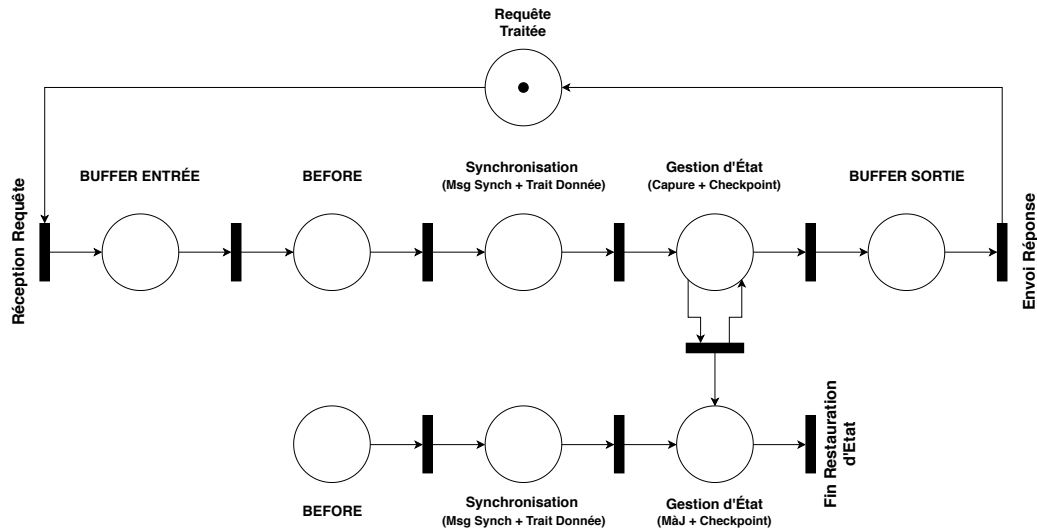 Requête
Traitée
BUFFER ENTRÉE
BEFORE
Synchronisation
(Msg Synch + Trait Donnée)
Gestion d'État
(Capure + Checkpoint)
BUFFER SORTIE
Réception Requête
Envoi Réponse
BEFORE
Synchronisation
(Msg Synch + Trait Donnée)
Gestion d'État
(MàJ + Checkpoint)
Fin Restauration
d'Etat